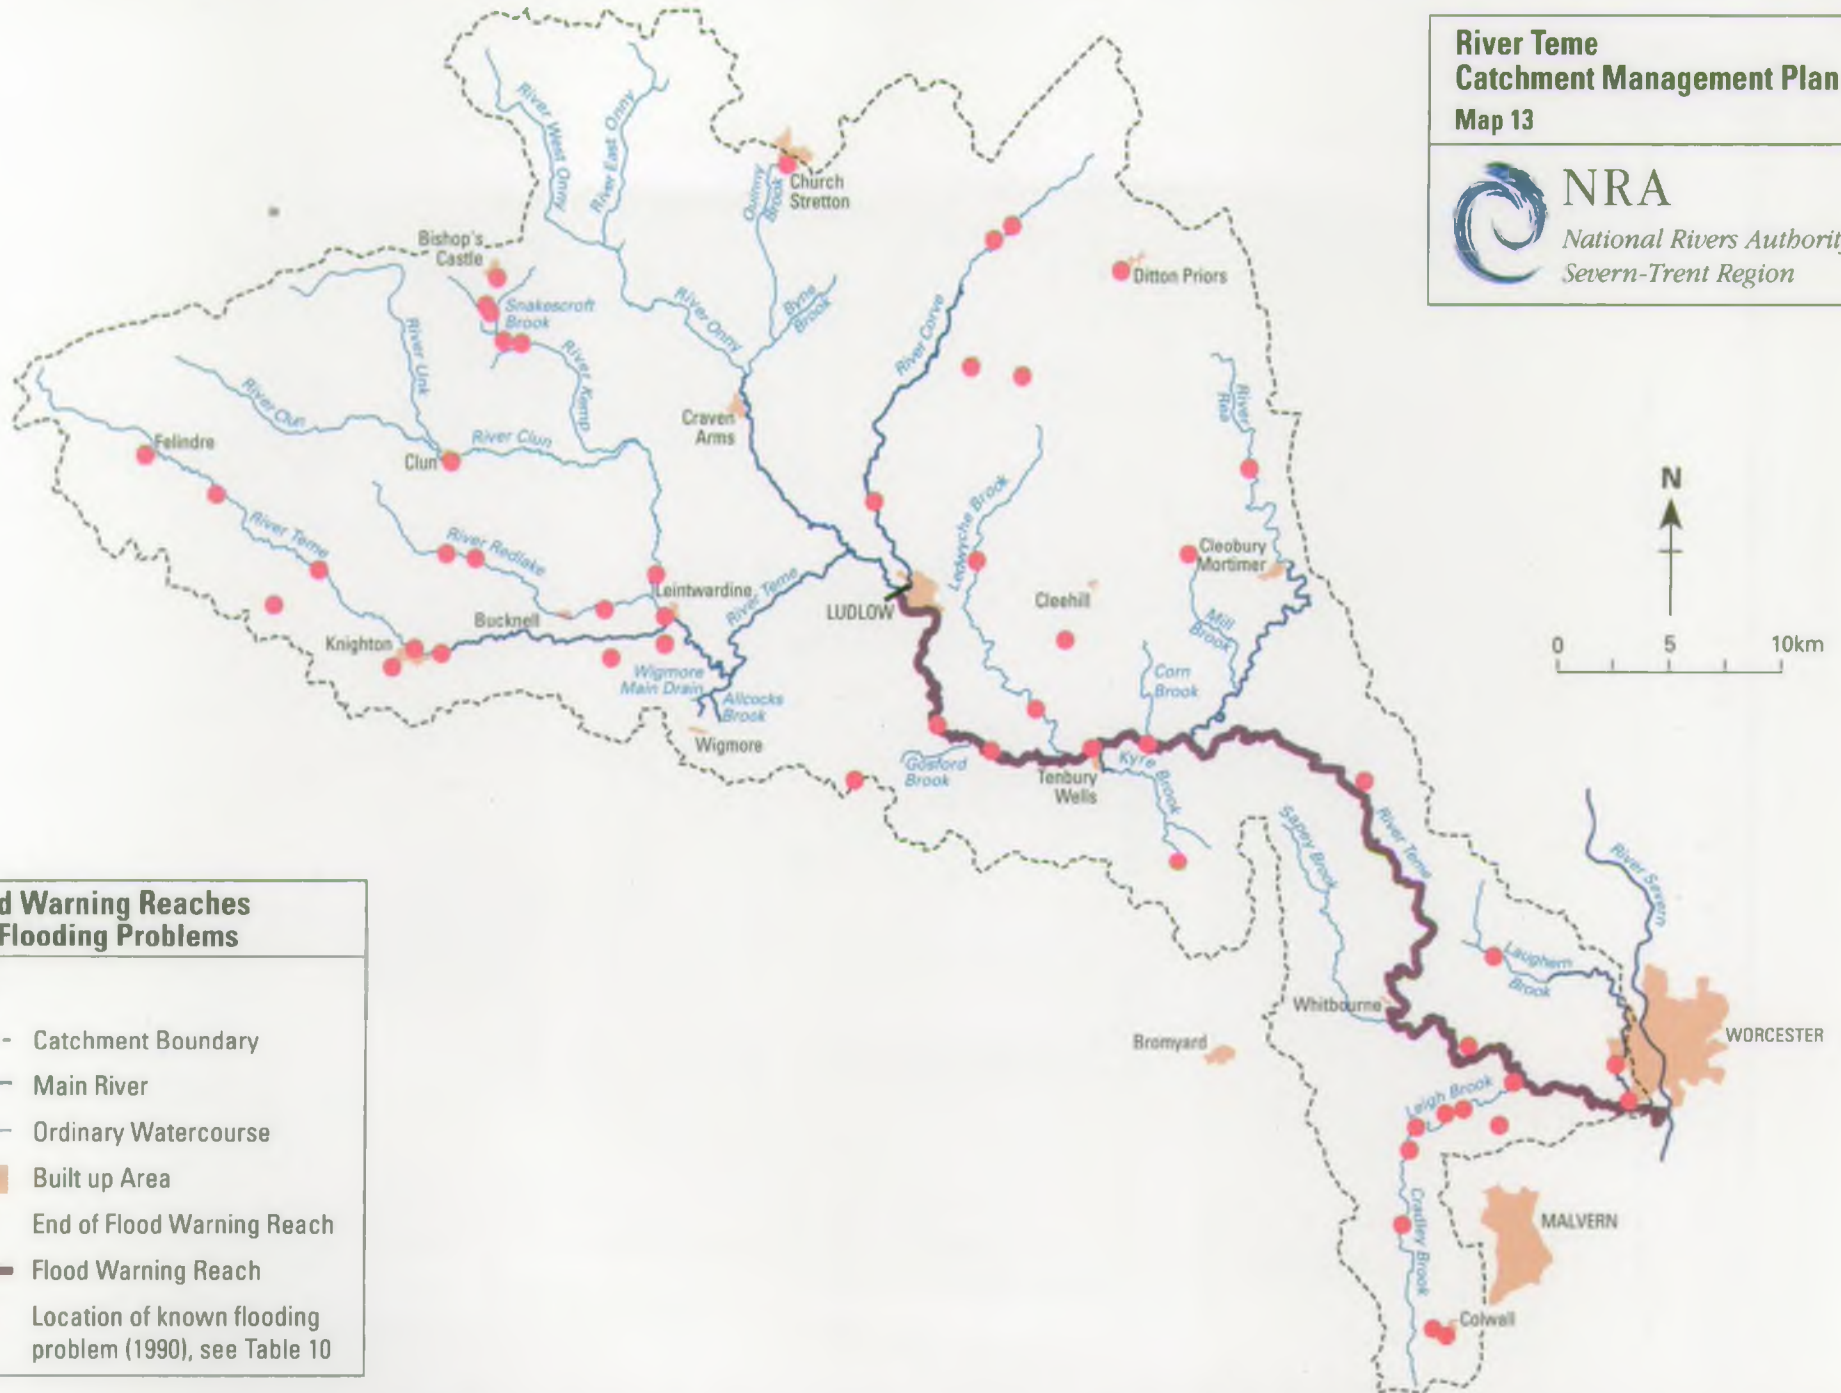 River Teme
Catchment Management Plan
Map 13
NRA
National Rivers Authority
Severn-Trent Region
River West Onny
River East Onny
Quinny
Brook
Church
Stretton
Bishop's
Castle
Snakescroft
Brook
River Unk
River Kemp
River Onny
Byne
Brook
River Corve
Ditton Priors
River
Rea
River Clun
River Clun
Clun
Craven
Arms
Felindre
River Teme
River Redlake
Ledwyche Brook
Cleobury
Mortimer
N
Leintwardine
River Teme
LUDLOW
Cleehill
Mill
Brook
Bucknell
Knighton
0 5 10km
Wigmore
Main Drain
Allcocks
Brook
Wigmore
Corn
Brook
Gosford
Brook
Tenbury
Wells
Kyre Brook
Sapey Brook
River Teme
River Severn
Laughern
Brook
Whitbourne
Bromyard
WORCESTER
Leigh Brook
Cradley Brook
MALVERN
Colwall
d Warning Reaches
Flooding Problems
Catchment Boundary
Main River
Ordinary Watercourse
Built up Area
End of Flood Warning Reach
Flood Warning Reach
Location of known flooding
problem (1990), see Table 10